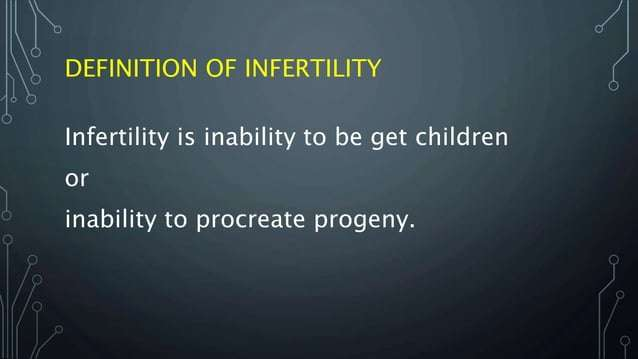 DEFINITION OF INFERTILITY
Infertility is inability to be get children
or
inability to procreate progeny.